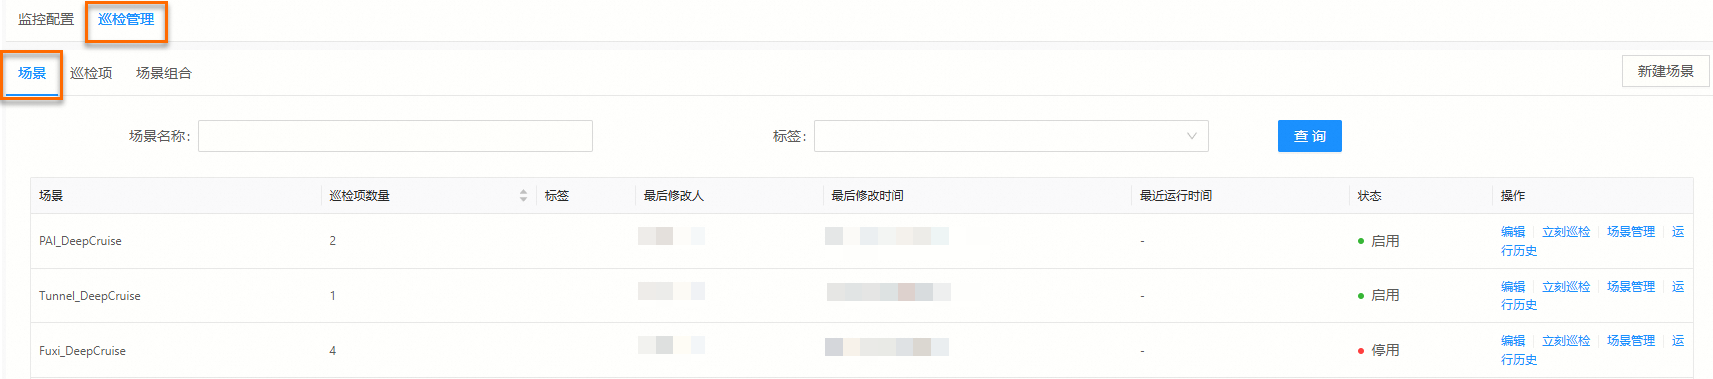 监控配置 巡检管理
场景 巡检项 场景组合 新建场景
场景名称: 标签: 查 询
场景 巡检项数量 标签 最后修改人 最后修改时间 最近运行时间 状态 操作
PAI_DeepCruise 2 - 启用 编辑 立刻巡检 场景管理 运
行历史
Tunnel_DeepCruise 1 - 启用 编辑 立刻巡检 场景管理 运
行历史
Fuxi_DeepCruise 4 - 停用 编辑 立刻巡检 场景管理 运
行历史